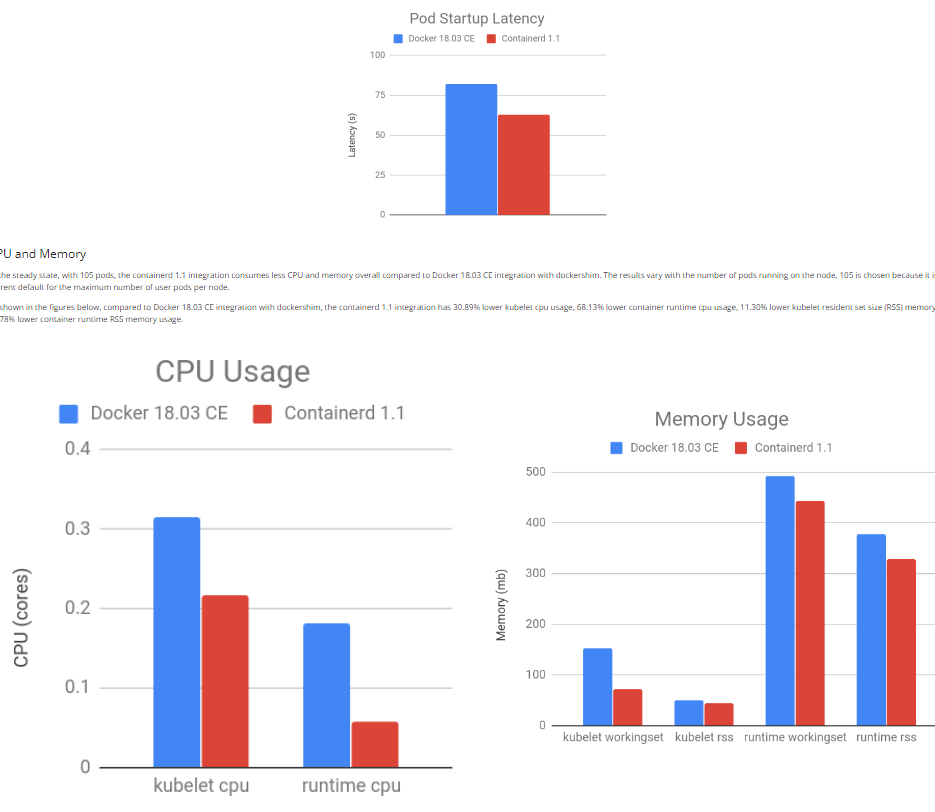 Pod Startup Latency
Docker 18.03 CE Containerd 1.1
100
75
50
25
0
Latency (s)
PU and Memory
the steady state, with 105 pods, the containerd 1.1 integration consumes less CPU and memory overall compared to Docker 18.03 CE integration with dockershim. The results vary with the number of pods running on the node, 105 is chosen because it i
rent default for the maximum number of user pods per node.
shown in the figures below, compared to Docker 18.03 CE integration with dockershim, the containerd 1.1 integration has 30.89% lower kubelet cpu usage, 68.13% lower container runtime cpu usage, 11.30% lower kubelet resident set size (RSS) memory
78% lower container runtime RSS memory usage.
CPU Usage
Docker 18.03 CE Containerd 1.1
0.4
0.3
0.2
0.1
0
CPU (cores)
kubelet cpu runtime cpu
Memory Usage
Docker 18.03 CE Containerd 1.1
500
400
300
200
100
0
Memory (mb)
kubelet workingset kubelet rss runtime workingset runtime rss